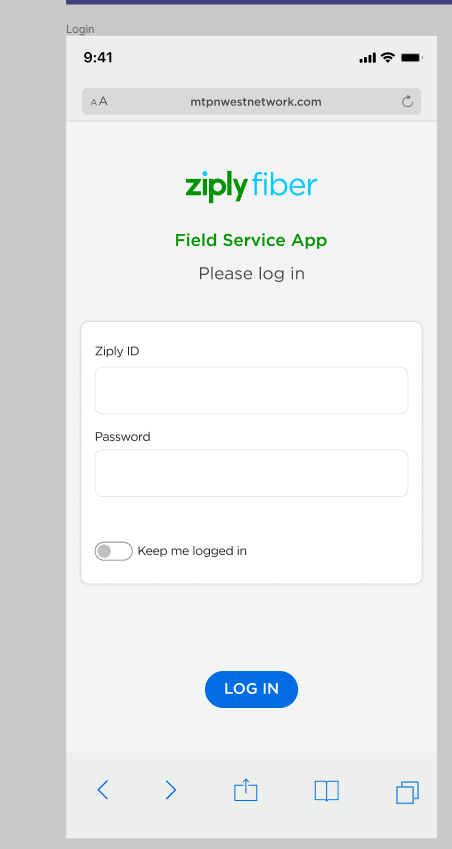 Login
9:41
AA
mtpnwestnetwork.com
ziply fiber
Field Service App
Please log in
Ziply ID
Password
Keep me logged in
LOG IN